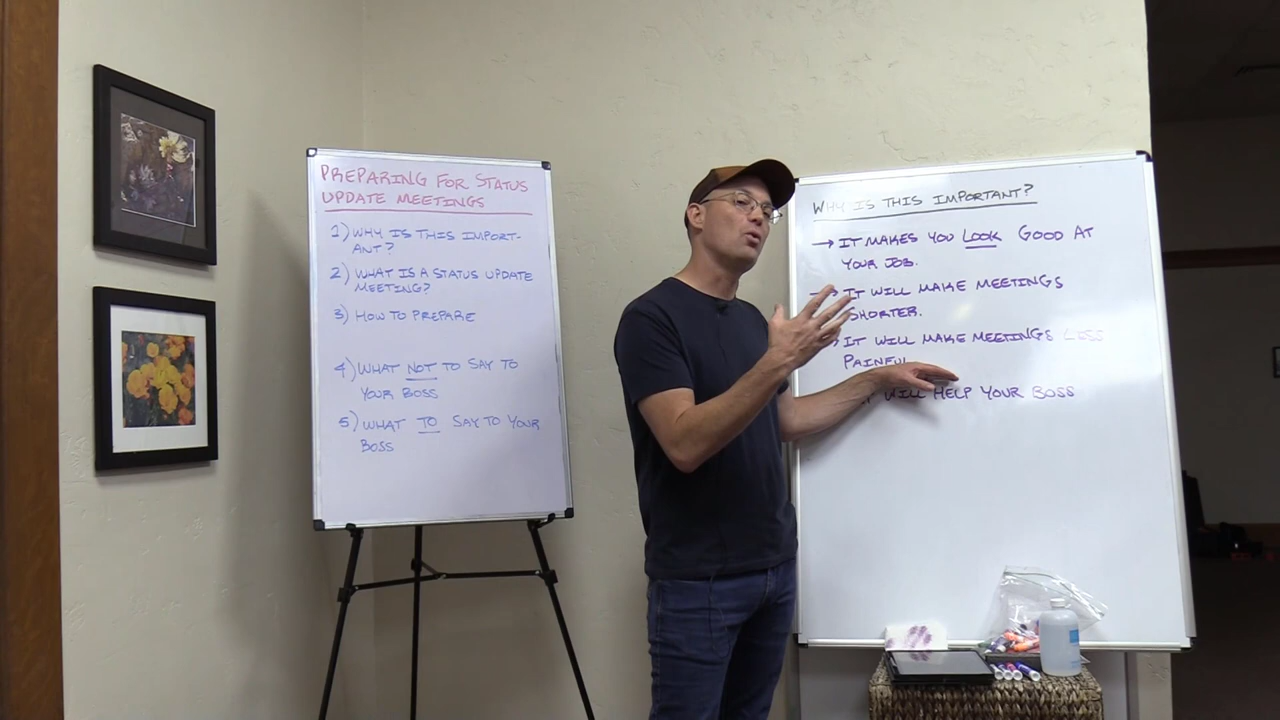 PREPARING FOR STATUS
UPDATE MEETINGS
1) WHY IS THIS IMPORT-
ANT?
2) WHAT IS A STATUS UPDATE
MEETING?
3) HOW TO PREPARE
4) WHAT NOT TO SAY TO
YOUR BOSS
5) WHAT TO SAY TO YOUR
BOSS
WHY IS THIS IMPORTANT?
→ IT MAKES YOU LOOK GOOD AT
YOUR JOB.
→ IT WILL MAKE MEETINGS
SHORTER.
→ IT WILL MAKE MEETINGS LESS
PAINFUL
IT WILL HELP YOUR BOSS